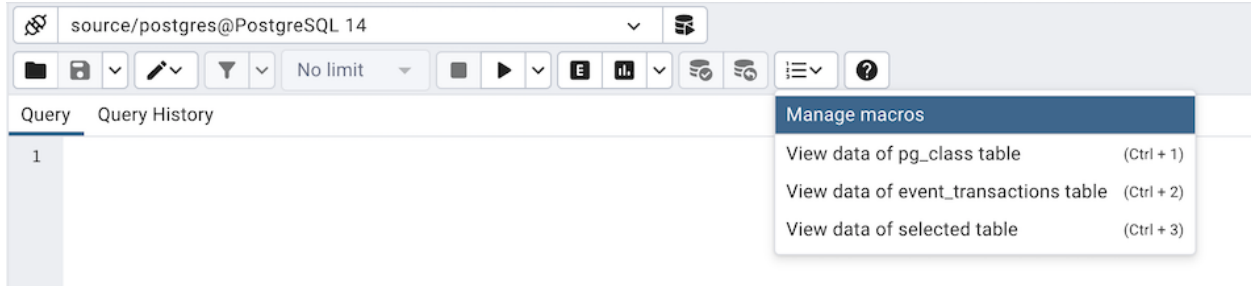 source/postgres@PostgreSQL 14
No limit
E
Query Query History
Manage macros
1
View data of pg_class table (Ctrl + 1)
View data of event_transactions table (Ctrl + 2)
View data of selected table (Ctrl + 3)